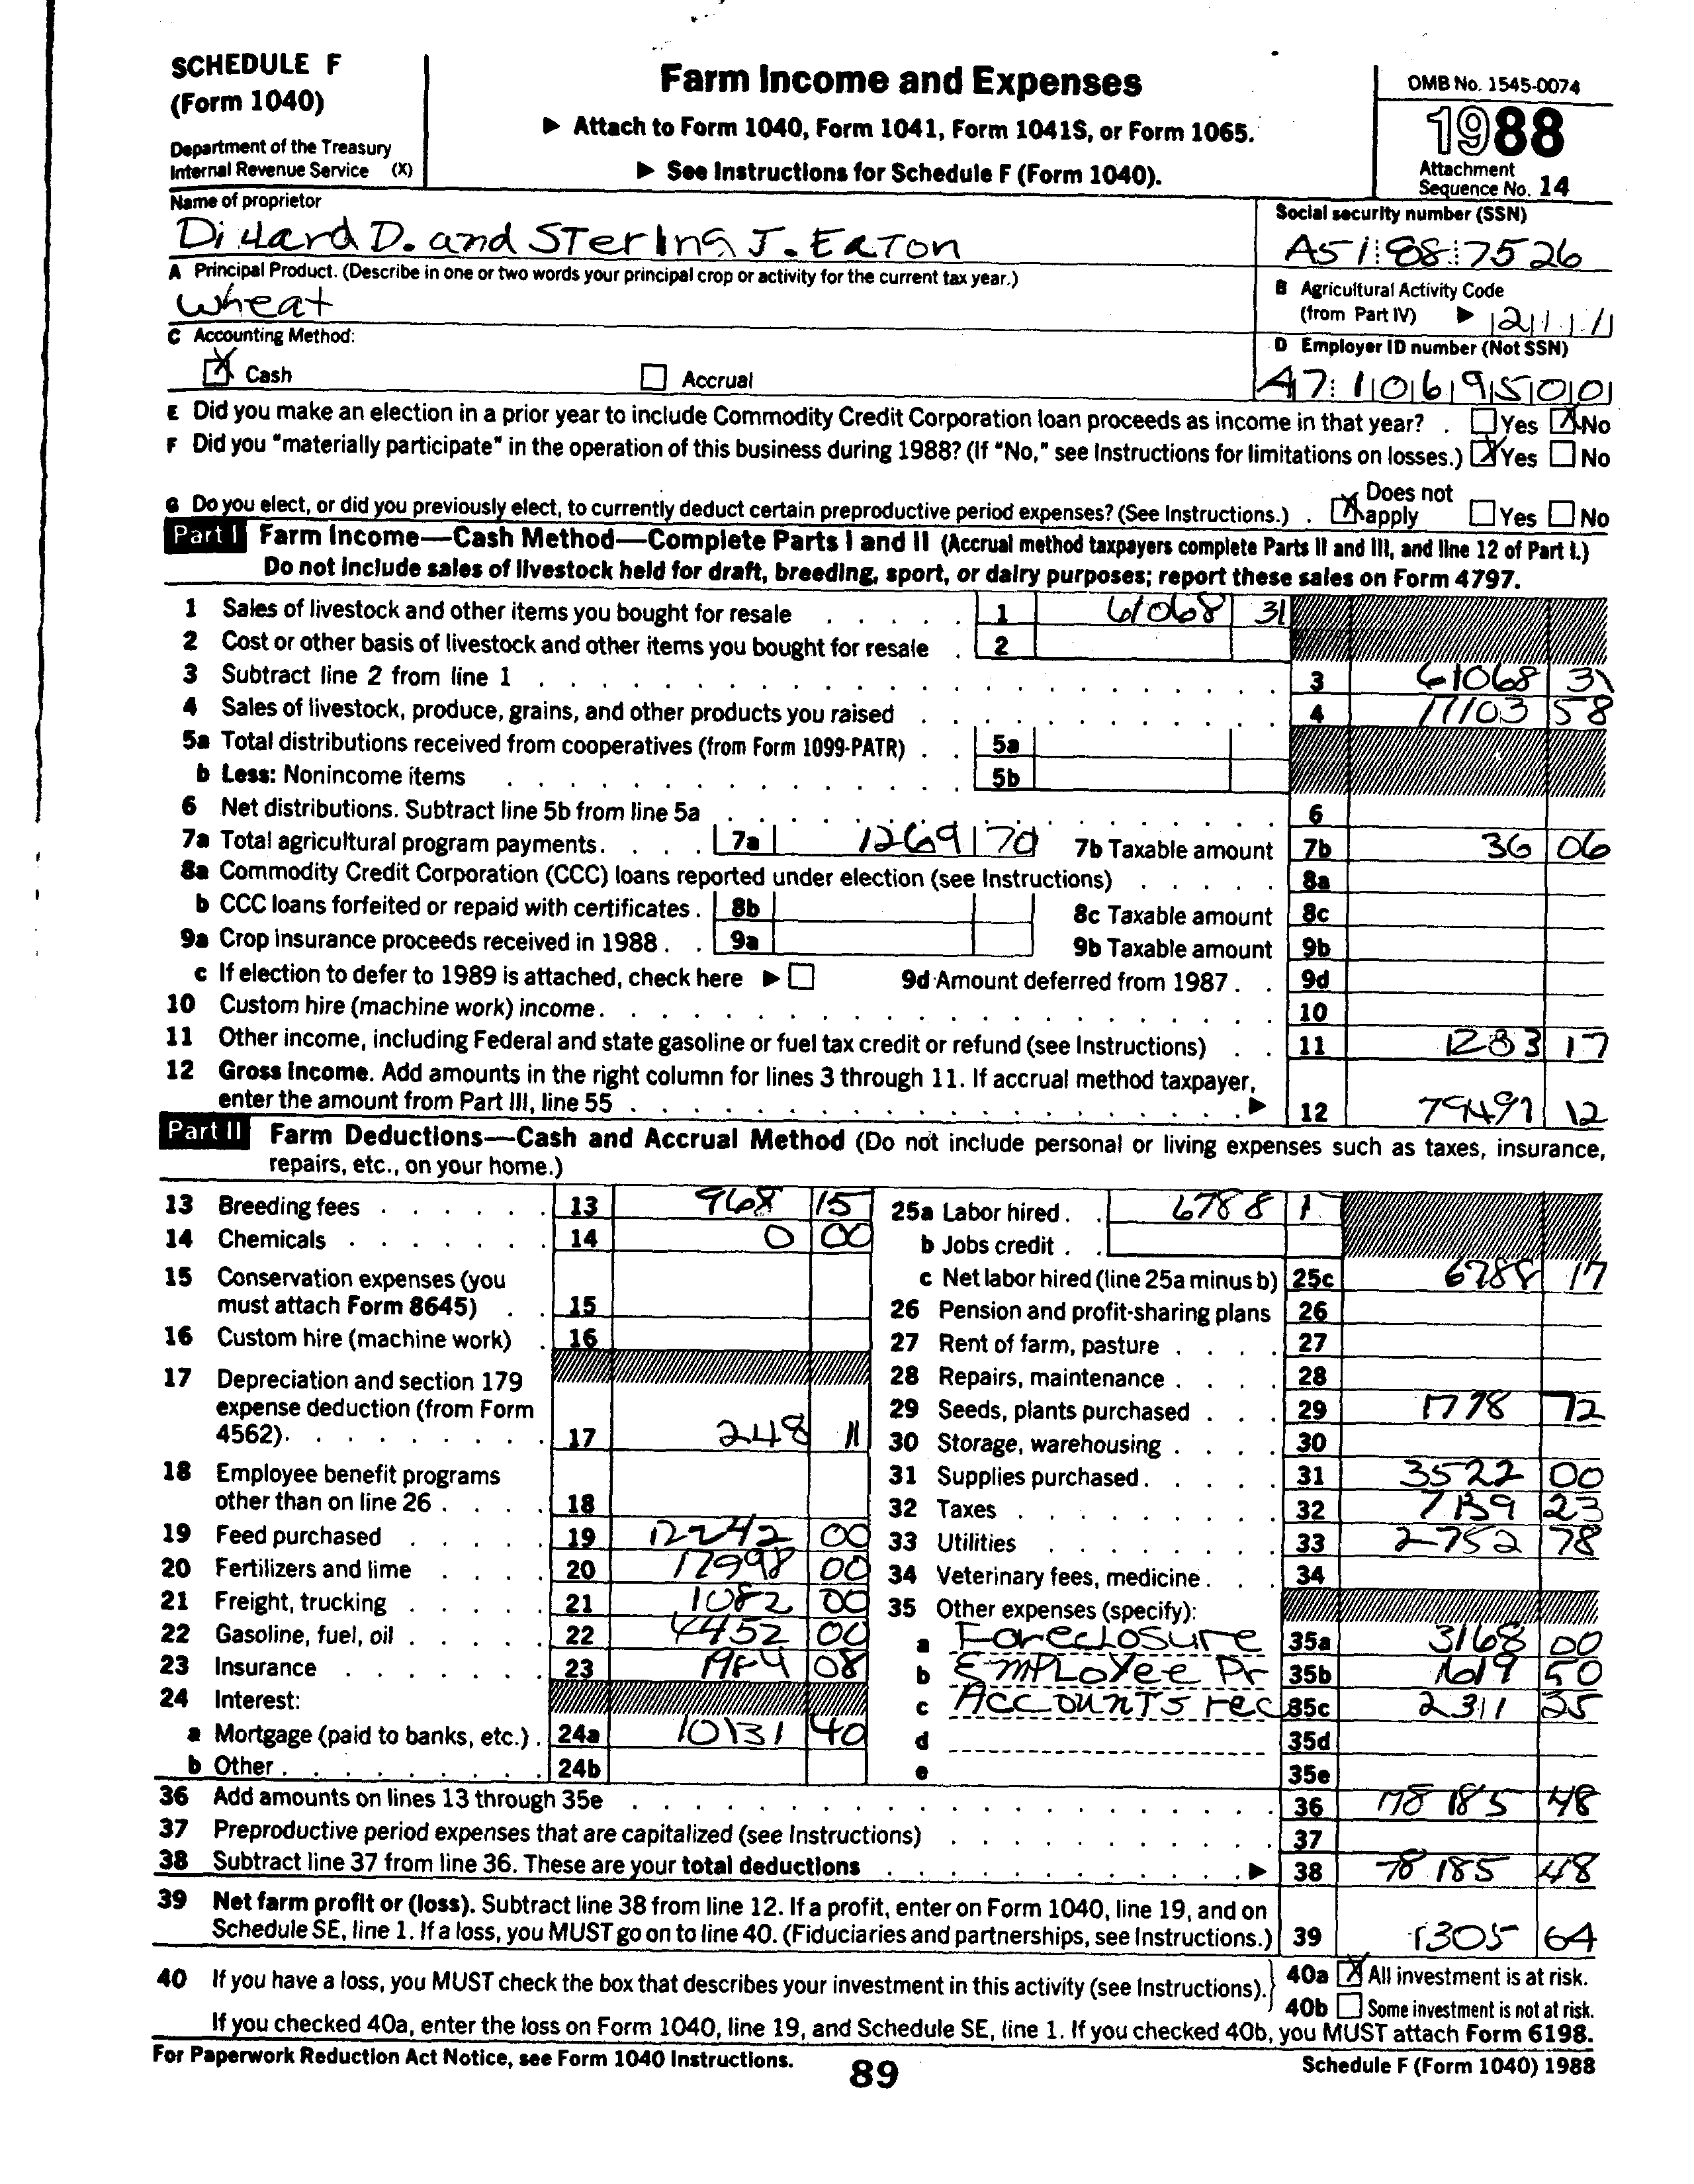 SCHEDULE F
(Form 1040)
Department of the Treasury
Internal Revenue Service (X)
Farm Income and Expenses
▶ Attach to Form 1040, Form 1041, Form 1041S, or Form 1065.
▶ See Instructions for Schedule F (Form 1040).
OMB No. 1545-0074
1988
Attachment
Sequence No. 14
Name of proprietor
Dillard D. and Sterling J. Eaton
Social security number (SSN)
A51 88 7526
A Principal Product. (Describe in one or two words your principal crop or activity for the current tax year.)
Wheat
B Agricultural Activity Code
(from Part IV) ▶ 1211
C Accounting Method:
X Cash Accrual
D Employer ID number (Not SSN)
A7 1069500
E Did you make an election in a prior year to include Commodity Credit Corporation loan proceeds as income in that year? . Yes X No
F Did you "materially participate" in the operation of this business during 1988? (If "No," see Instructions for limitations on losses.) X Yes No
G Do you elect, or did you previously elect, to currently deduct certain preproductive period expenses? (See Instructions.) . X Does not apply Yes No
Part I Farm Income—Cash Method—Complete Parts I and II (Accrual method taxpayers complete Parts II and III, and line 12 of Part I.)
Do not include sales of livestock held for draft, breeding, sport, or dairy purposes; report these sales on Form 4797.
1 Sales of livestock and other items you bought for resale 1 61068 31
2 Cost or other basis of livestock and other items you bought for resale 2
3 Subtract line 2 from line 1 3 61068 31
4 Sales of livestock, produce, grains, and other products you raised 4 17103 58
5a Total distributions received from cooperatives (from Form 1099-PATR) 5a
b Less: Nonincome items 5b
6 Net distributions. Subtract line 5b from line 5a 6
7a Total agricultural program payments. 7a 1269 70 7b Taxable amount 7b 36 06
8a Commodity Credit Corporation (CCC) loans reported under election (see Instructions) 8a
b CCC loans forfeited or repaid with certificates. 8b 8c Taxable amount 8c
9a Crop insurance proceeds received in 1988. 9a 9b Taxable amount 9b
c If election to defer to 1989 is attached, check here ▶ 9d Amount deferred from 1987. 9d
10 Custom hire (machine work) income. 10
11 Other income, including Federal and state gasoline or fuel tax credit or refund (see Instructions) 11 1283 17
12 Gross income. Add amounts in the right column for lines 3 through 11. If accrual method taxpayer,
enter the amount from Part III, line 55 ▶ 12 79491 12
Part II Farm Deductions—Cash and Accrual Method (Do not include personal or living expenses such as taxes, insurance,
repairs, etc., on your home.)
13 Breeding fees 13 968 15
14 Chemicals 14 0 00
15 Conservation expenses (you
must attach Form 8645) 15
16 Custom hire (machine work) 16
17 Depreciation and section 179
expense deduction (from Form
4562). 17 248 11
18 Employee benefit programs
other than on line 26 18
19 Feed purchased 19 12242 00
20 Fertilizers and lime 20 17998 00
21 Freight, trucking 21 1082 00
22 Gasoline, fuel, oil 22 4452 00
23 Insurance 23 1984 08
24 Interest:
a Mortgage (paid to banks, etc.) 24a 10131 40
b Other 24b
25a Labor hired 6788 1
b Jobs credit
c Net labor hired (line 25a minus b) 25c 6788 17
26 Pension and profit-sharing plans 26
27 Rent of farm, pasture 27
28 Repairs, maintenance 28
29 Seeds, plants purchased 29 1778 72
30 Storage, warehousing 30
31 Supplies purchased 31 3522 00
32 Taxes 32 7139 23
33 Utilities 33 2752 78
34 Veterinary fees, medicine 34
35 Other expenses (specify):
a Foreclosure 35a 3168 00
b Employee Pr 35b 1619 50
c Accounts rec 35c 2311 35
d 35d
e 35e
36 Add amounts on lines 13 through 35e 36 78185 48
37 Preproductive period expenses that are capitalized (see Instructions) 37
38 Subtract line 37 from line 36. These are your total deductions ▶ 38 78185 48
39 Net farm profit or (loss). Subtract line 38 from line 12. If a profit, enter on Form 1040, line 19, and on
Schedule SE, line 1. If a loss, you MUST go on to line 40. (Fiduciaries and partnerships, see Instructions.) 39 1305 64
40 If you have a loss, you MUST check the box that describes your investment in this activity (see Instructions). 40a X All investment is at risk.
40b Some investment is not at risk.
If you checked 40a, enter the loss on Form 1040, line 19, and Schedule SE, line 1. If you checked 40b, you MUST attach Form 6198.
For Paperwork Reduction Act Notice, see Form 1040 Instructions.
89
Schedule F (Form 1040) 1988